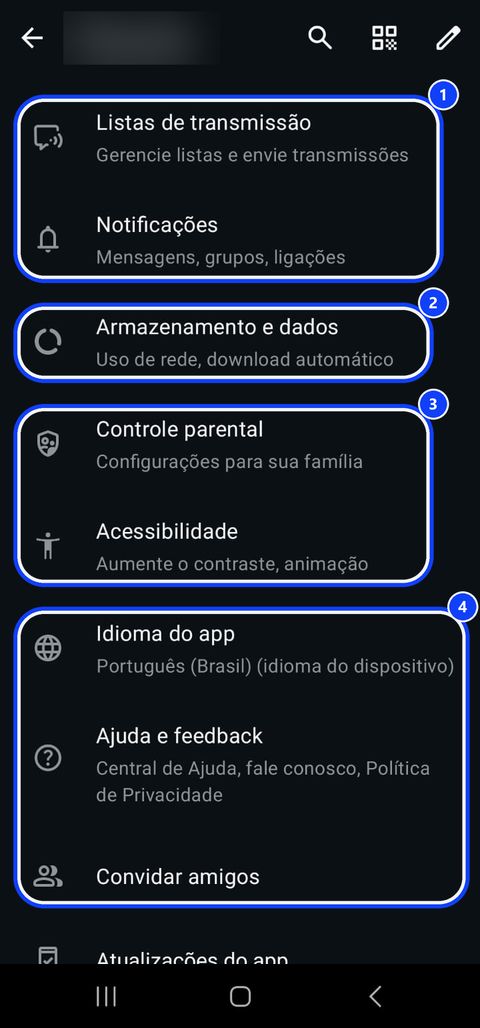 1
Listas de transmissão
Gerencie listas e envie transmissões
Notificações
Mensagens, grupos, ligações
2
Armazenamento e dados
Uso de rede, download automático
3
Controle parental
Configurações para sua família
Acessibilidade
Aumente o contraste, animação
4
Idioma do app
Português (Brasil) (idioma do dispositivo)
Ajuda e feedback
Central de Ajuda, fale conosco, Política
de Privacidade
Convidar amigos
Atualizações do app